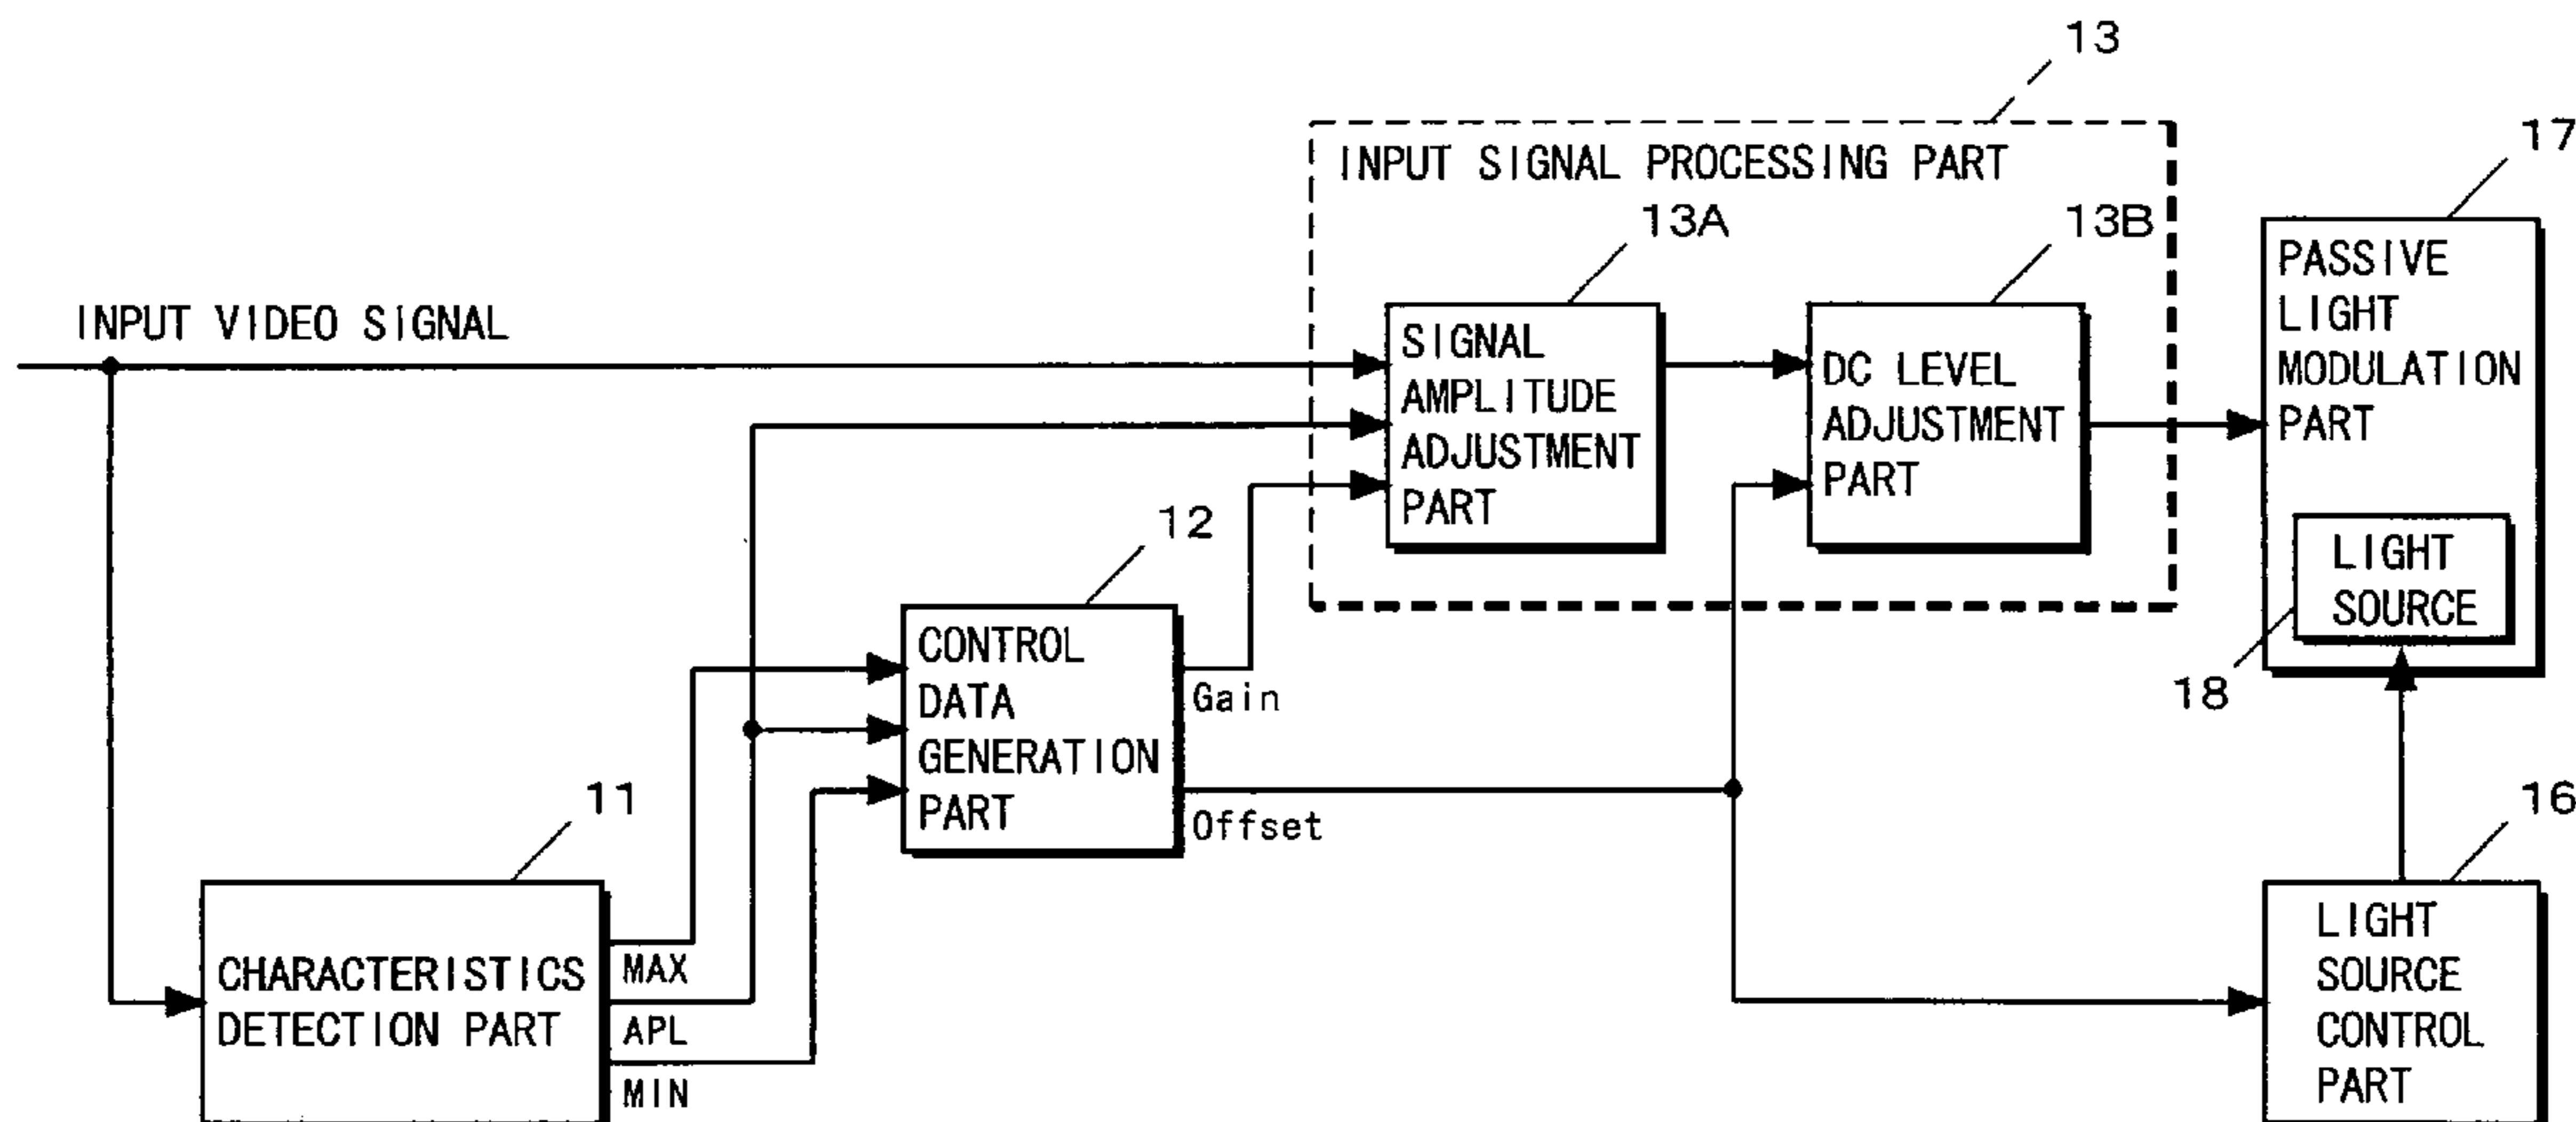 13
INPUT SIGNAL PROCESSING PART
17
13A
13B
INPUT VIDEO SIGNAL
SIGNAL
AMPLITUDE
ADJUSTMENT
PART
DC LEVEL
ADJUSTMENT
PART
PASSIVE
LIGHT
MODULATION
PART
LIGHT
SOURCE
18
12
CONTROL
DATA
GENERATION
PART
Gain
Offset
11
CHARACTERISTICS
DETECTION PART
MAX
APL
MIN
16
LIGHT
SOURCE
CONTROL
PART